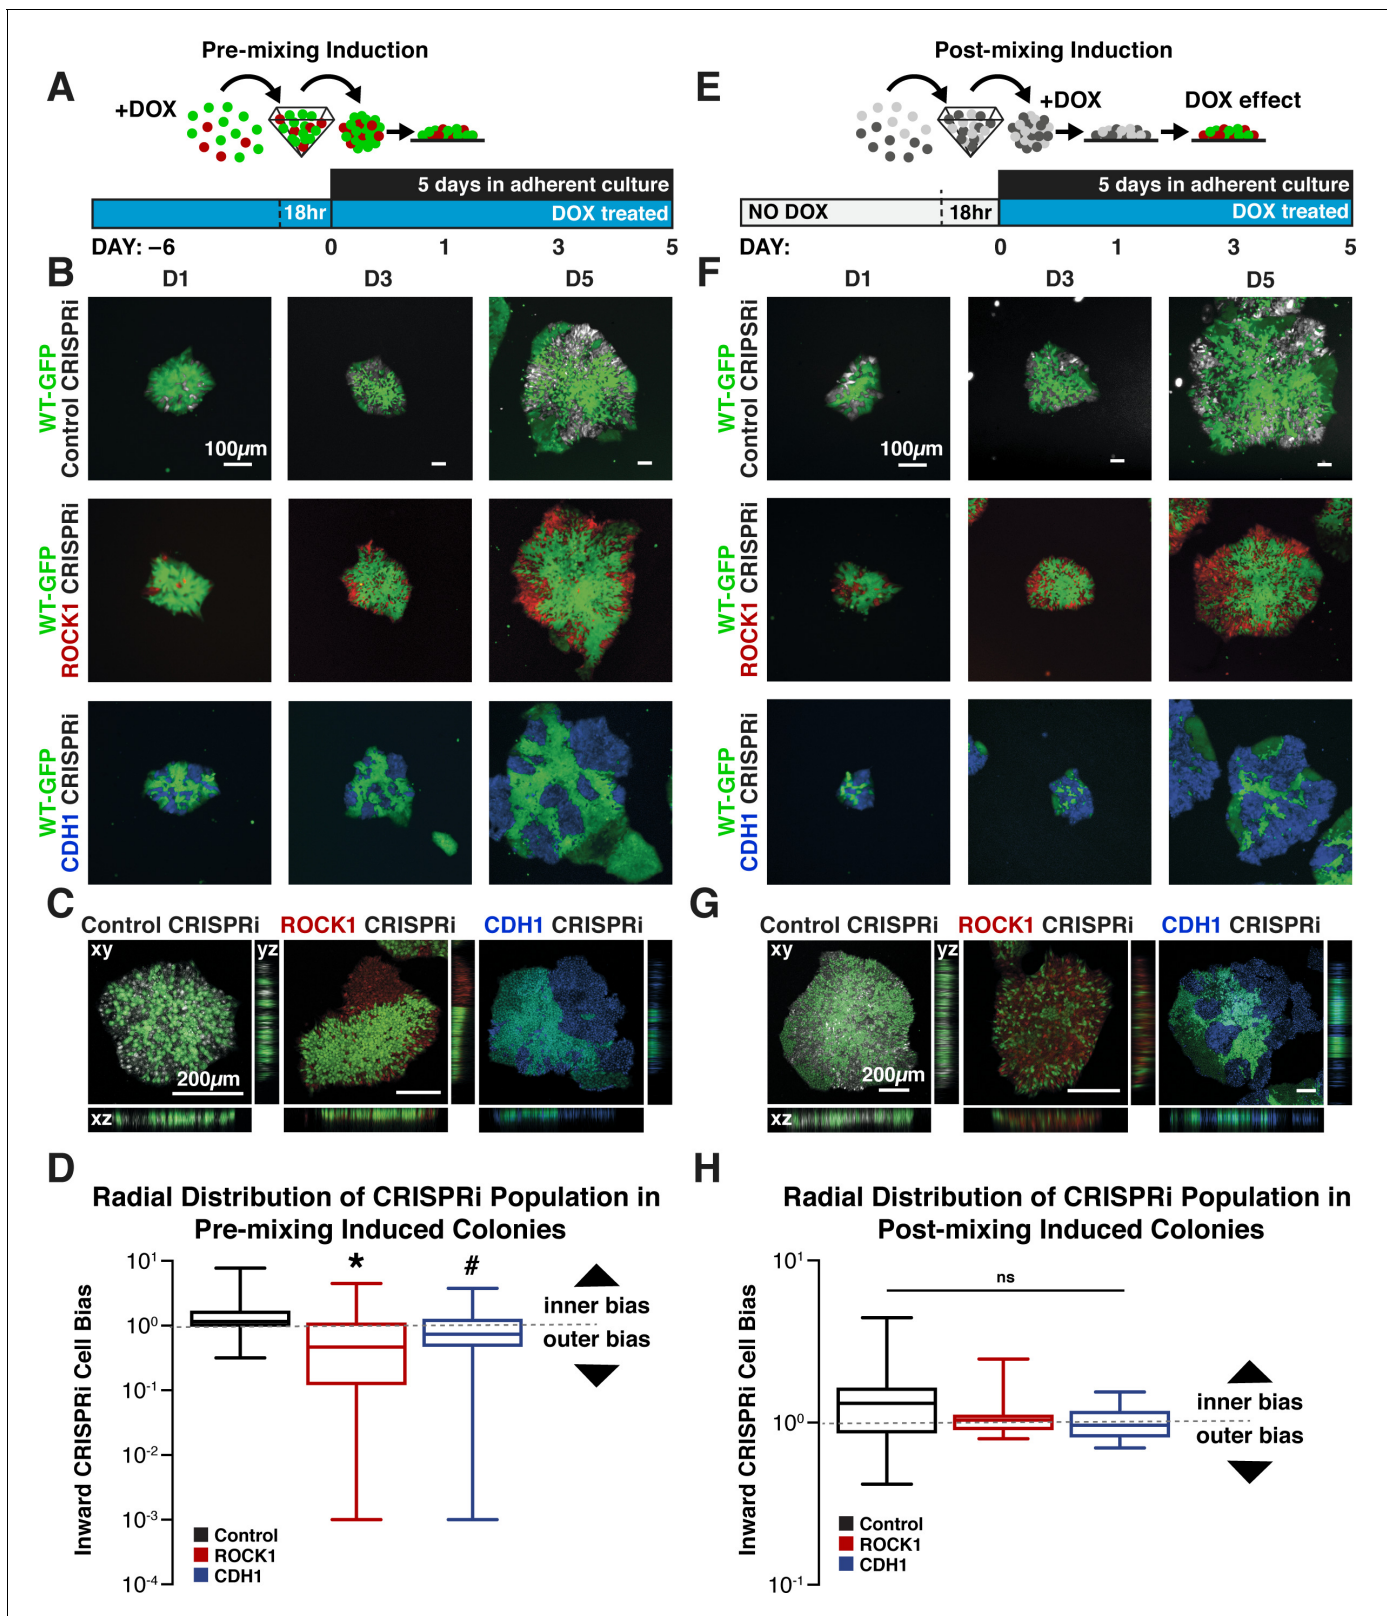 Pre-mixing Induction
A
+DOX
5 days in adherent culture
18hr
DOX treated
DAY: –6
0
1
3
5
B
D1
D3
D5
WT-GFP
Control CRISPRi
100µm
WT-GFP
ROCK1 CRISPRi
WT-GFP
CDH1 CRISPRi
C
Control CRISPRi
ROCK1 CRISPRi
CDH1 CRISPRi
xy
yz
200µm
xz
D
Radial Distribution of CRISPRi Population in
Pre-mixing Induced Colonies
Inward CRISPRi Cell Bias
10¹
10⁰
10⁻¹
10⁻²
10⁻³
10⁻⁴
*
#
inner bias
outer bias
Control
ROCK1
CDH1
Post-mixing Induction
E
+DOX
DOX effect
5 days in adherent culture
NO DOX
18hr
DOX treated
DAY:
0
1
3
5
F
D1
D3
D5
WT-GFP
Control CRIPSRi
100µm
WT-GFP
ROCK1 CRISPRi
WT-GFP
CDH1 CRISPRi
G
Control CRISPRi
ROCK1 CRISPRi
CDH1 CRISPRi
xy
yz
200µm
xz
H
Radial Distribution of CRISPRi Population in
Post-mixing Induced Colonies
Inward CRISPRi Cell Bias
10¹
10⁰
10⁻¹
ns
inner bias
outer bias
Control
ROCK1
CDH1